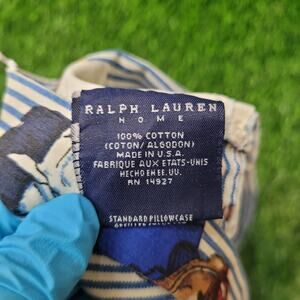 RALPH LAUREN
HOME
100% COTTON
(COTON/ALGODON)
MADE IN U.S.A.
FABRIQUE AUX ETATS-UNIS
HECHO EN EE. UU
RN 14927
STANDARD PILLOWCASE